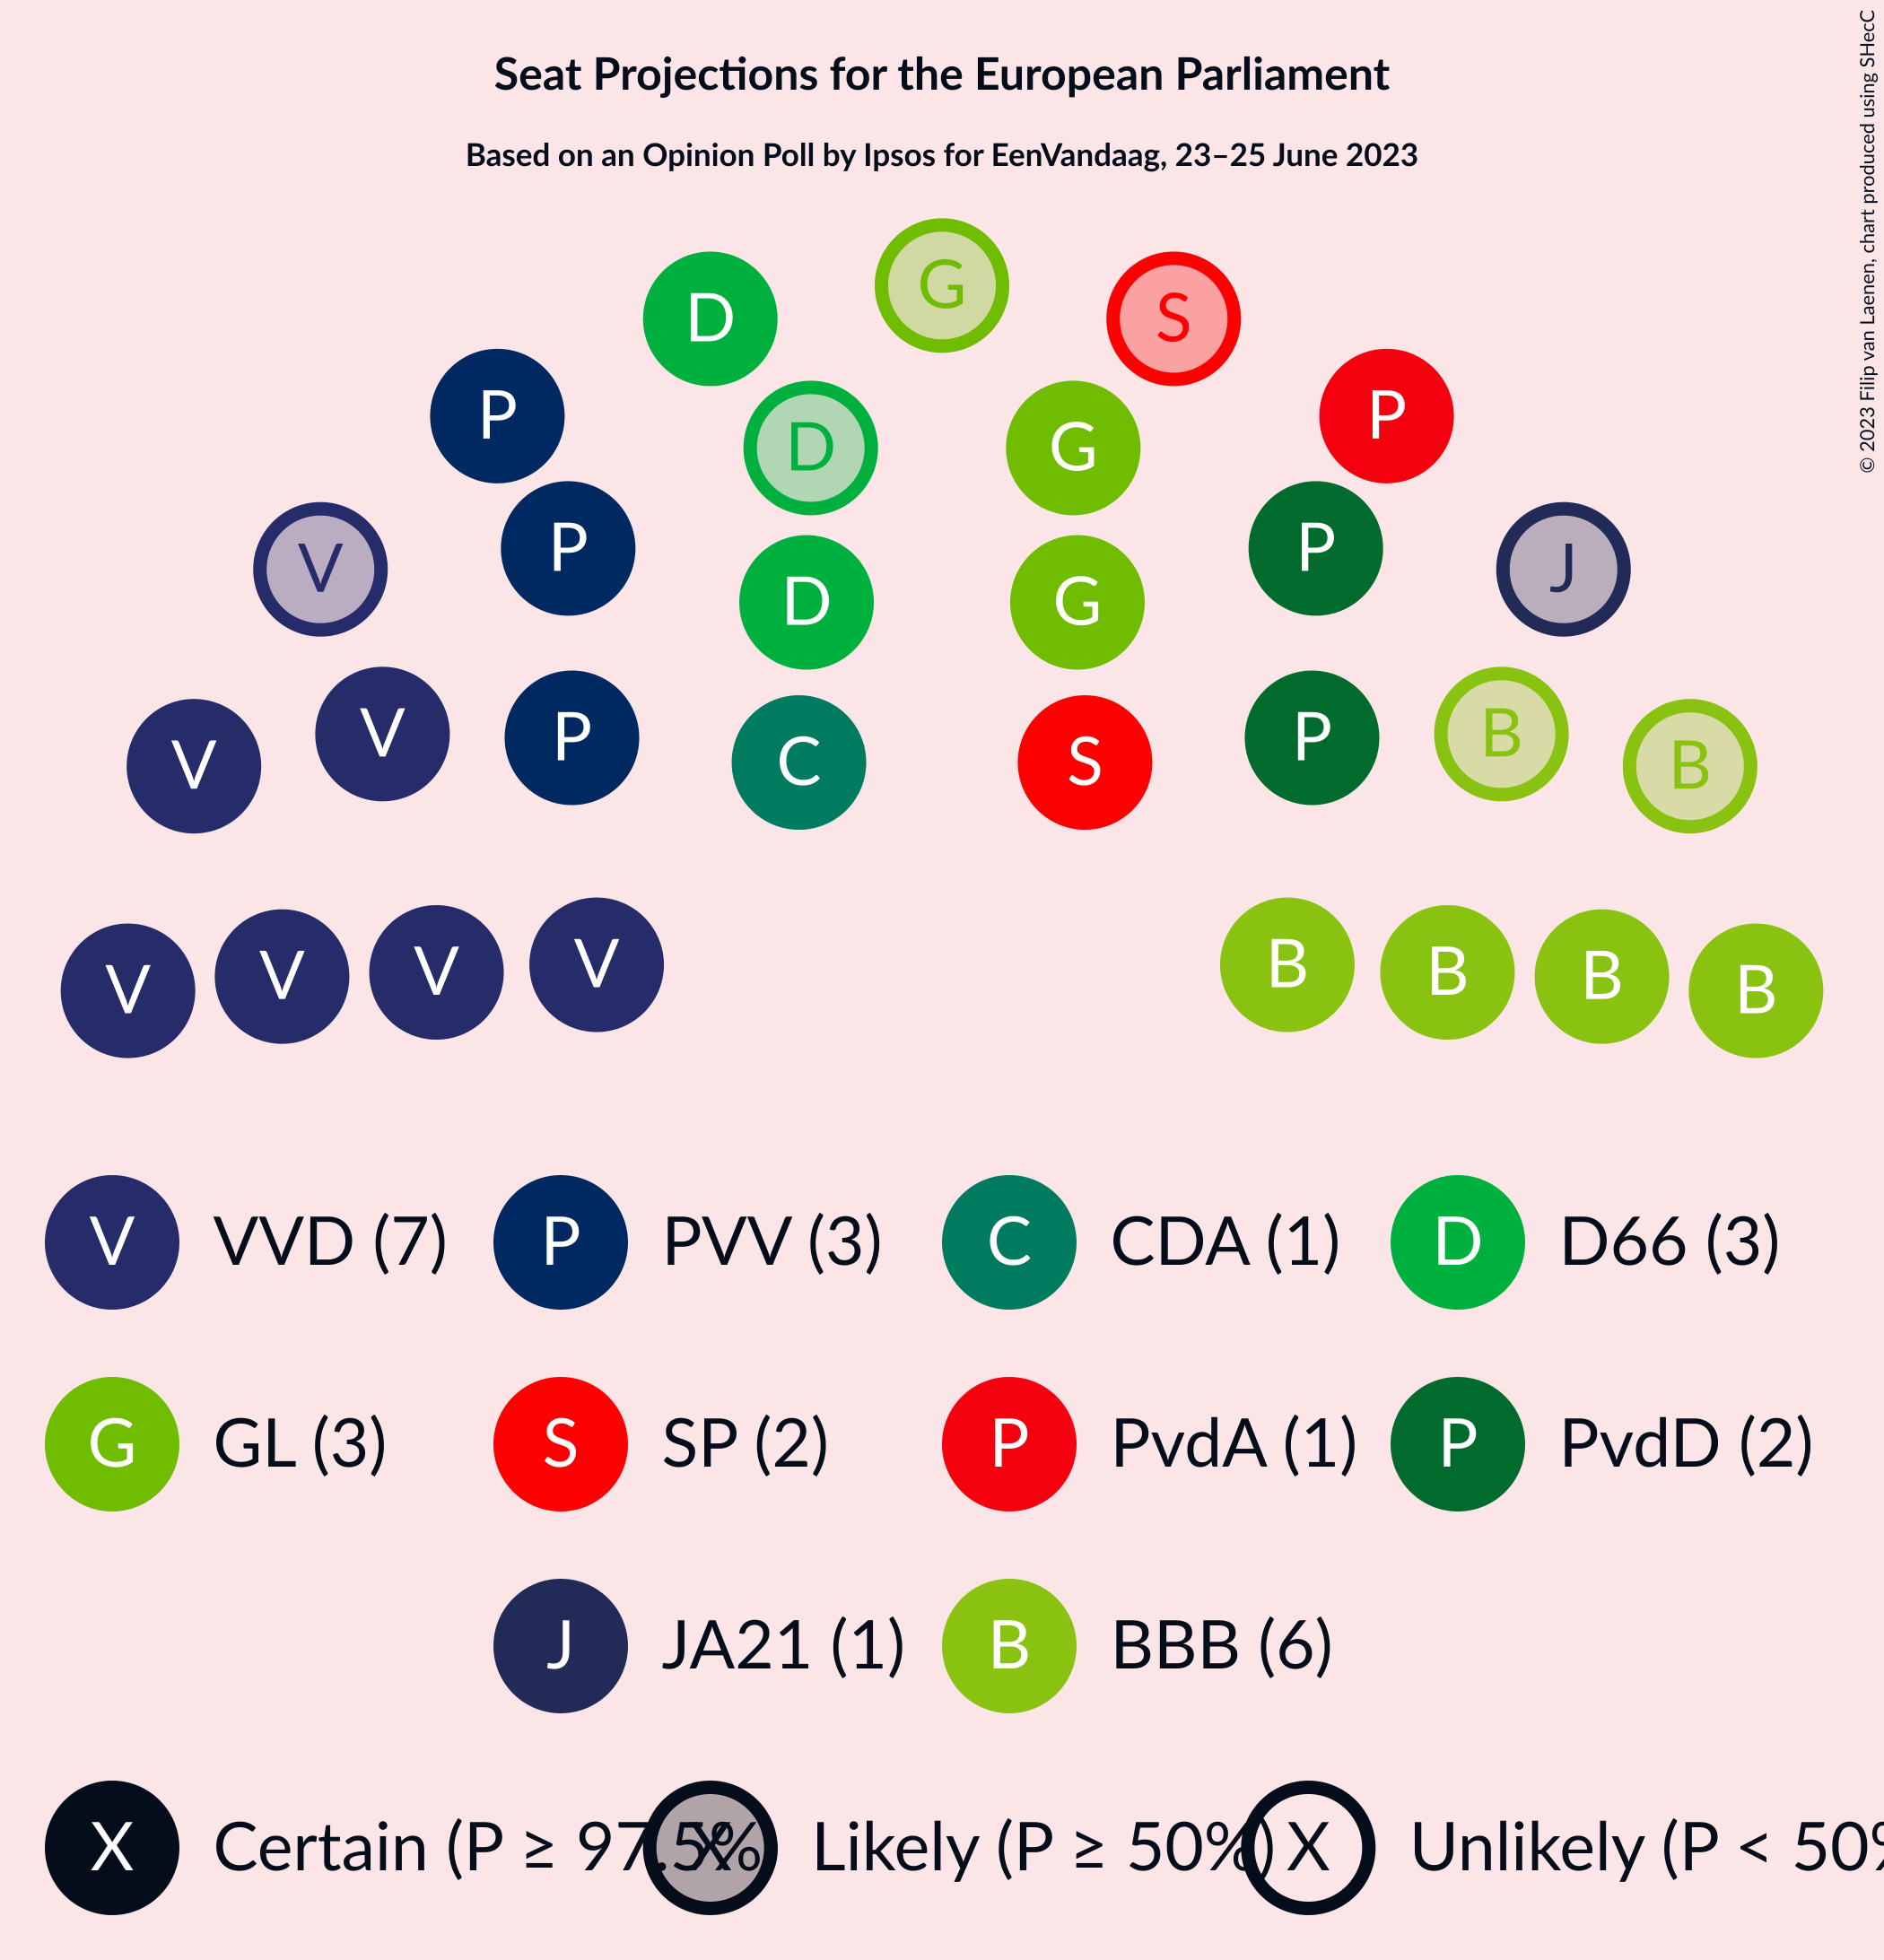 Seat Projections for the European Parliament
Based on an Opinion Poll by Ipsos for EenVandaag, 23–25 June 2023
© 2023 Filip van Laenen, chart produced using SHecC
G
D S
P P
D G
P P
V J
D G
V P C S P B
V B
V V V V B B B B
V VVD (7) P PVV (3) C CDA (1) D D66 (3)
G GL (3) S SP (2) P PvdA (1) P PvdD (2)
J JA21 (1) B BBB (6)
X Certain (P ≥ 97.5% X Likely (P ≥ 50%) X Unlikely (P < 50%